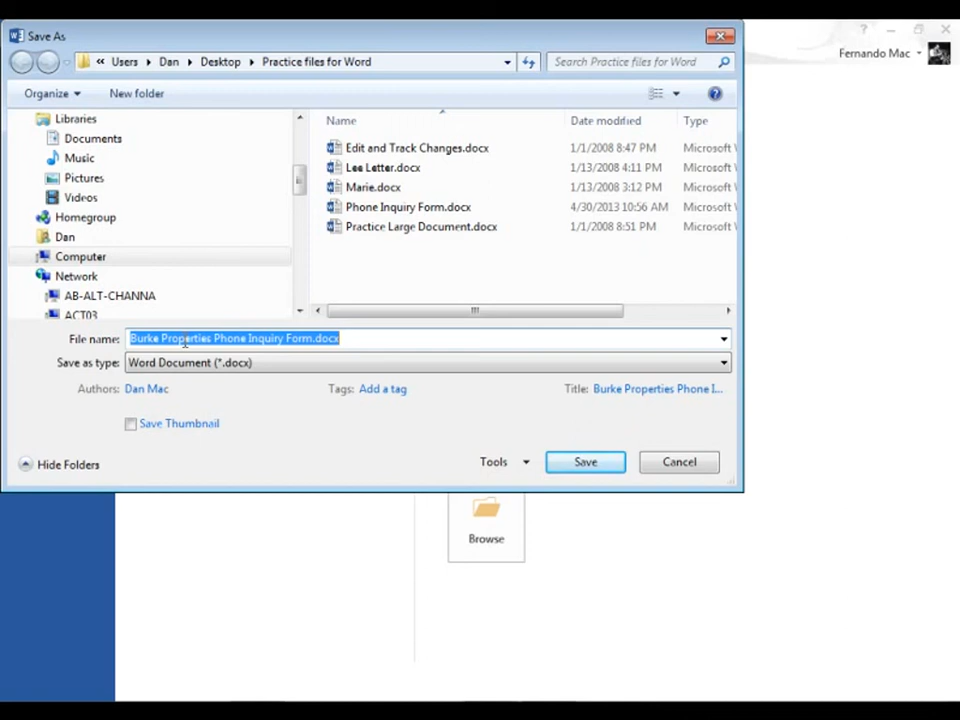 Save As
? 
Users Dan Desktop Practice files for Word
Search Practice files for Word
Fernando Mac
Organize
New folder
Libraries
Documents
Music
Pictures
Videos
Homegroup
Dan
Computer
Network
AB-ALT-CHANNA
ACT03
Name Date modified Type
Edit and Track Changes.docx 1/1/2008 8:47 PM Microsoft
Lee Letter.docx 1/13/2008 4:11 PM Microsoft
Marie.docx 1/13/2008 3:12 PM Microsoft
Phone Inquiry Form.docx 4/30/2013 10:56 AM Microsoft
Practice Large Document.docx 1/1/2008 8:51 PM Microsoft
File name: Burke Properties Phone Inquiry Form.docx
Save as type: Word Document (*.docx)
Authors: Dan Mac Tags: Add a tag Title: Burke Properties Phone I...
Save Thumbnail
Hide Folders
Tools
Save
Cancel
Browse